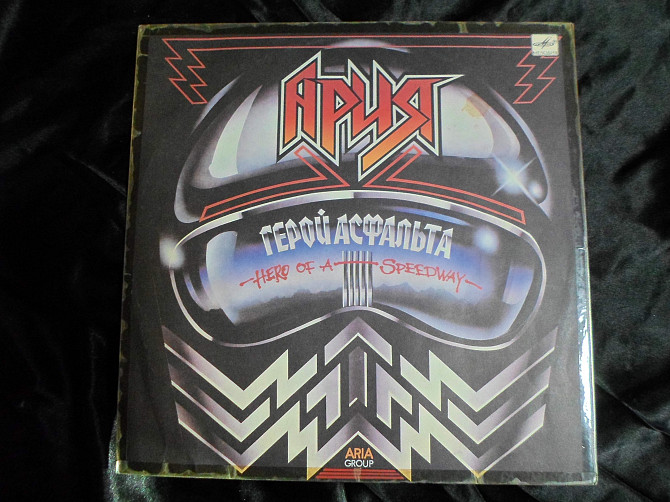 АРИЯ
ГЕРОЙ АСФАЛЬТА
HERO OF A SPEEDWAY
ARIA
GROUP